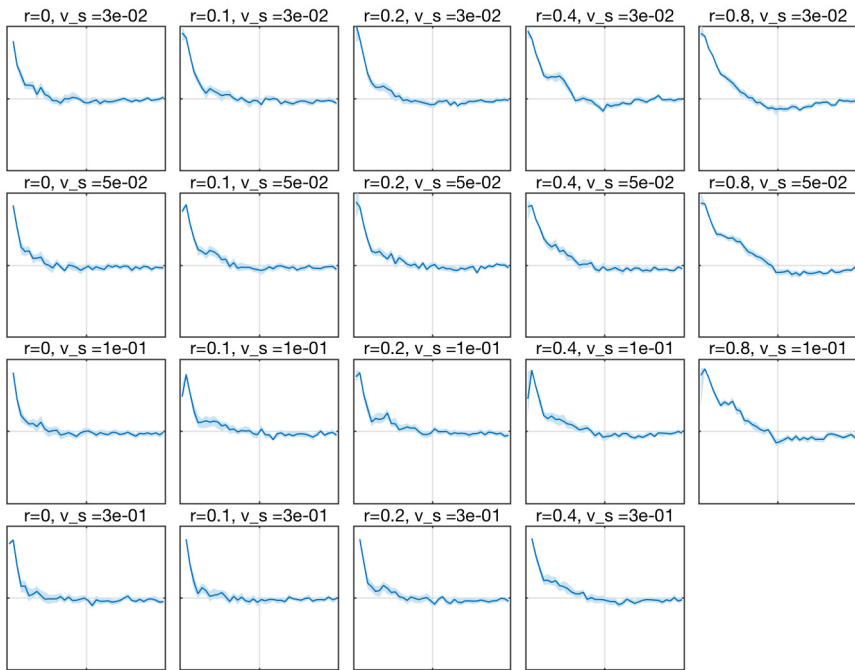 r=0, v_s =3e-02
r=0.1, v_s =3e-02
r=0.2, v_s =3e-02
r=0.4, v_s =3e-02
r=0.8, v_s =3e-02
r=0, v_s =5e-02
r=0.1, v_s =5e-02
r=0.2, v_s =5e-02
r=0.4, v_s =5e-02
r=0.8, v_s =5e-02
r=0, v_s =1e-01
r=0.1, v_s =1e-01
r=0.2, v_s =1e-01
r=0.4, v_s =1e-01
r=0.8, v_s =1e-01
r=0, v_s =3e-01
r=0.1, v_s =3e-01
r=0.2, v_s =3e-01
r=0.4, v_s =3e-01